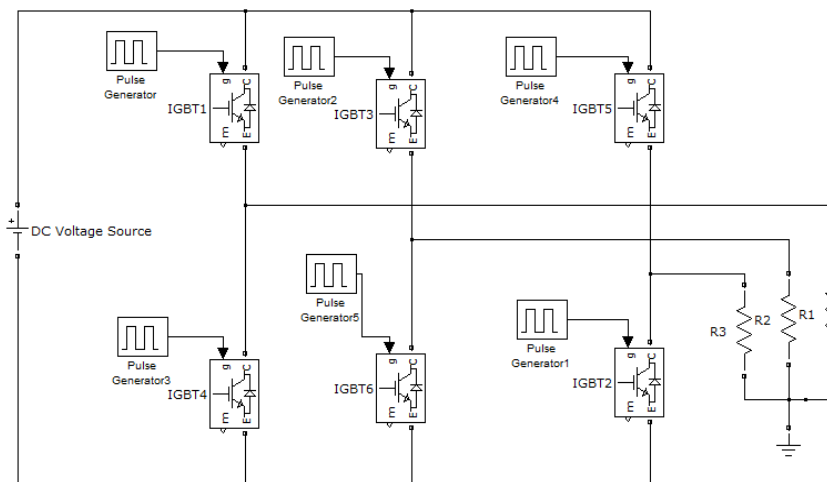 Pulse
Generator
g
C
IGBT1
m
E
Pulse
Generator2
g
C
IGBT3
m
E
Pulse
Generator4
g
C
IGBT5
m
E
+
DC Voltage Source
Pulse
Generator3
g
C
IGBT4
m
E
Pulse
Generator5
g
C
IGBT6
m
E
Pulse
Generator1
g
C
IGBT2
m
E
R3
R2
R1